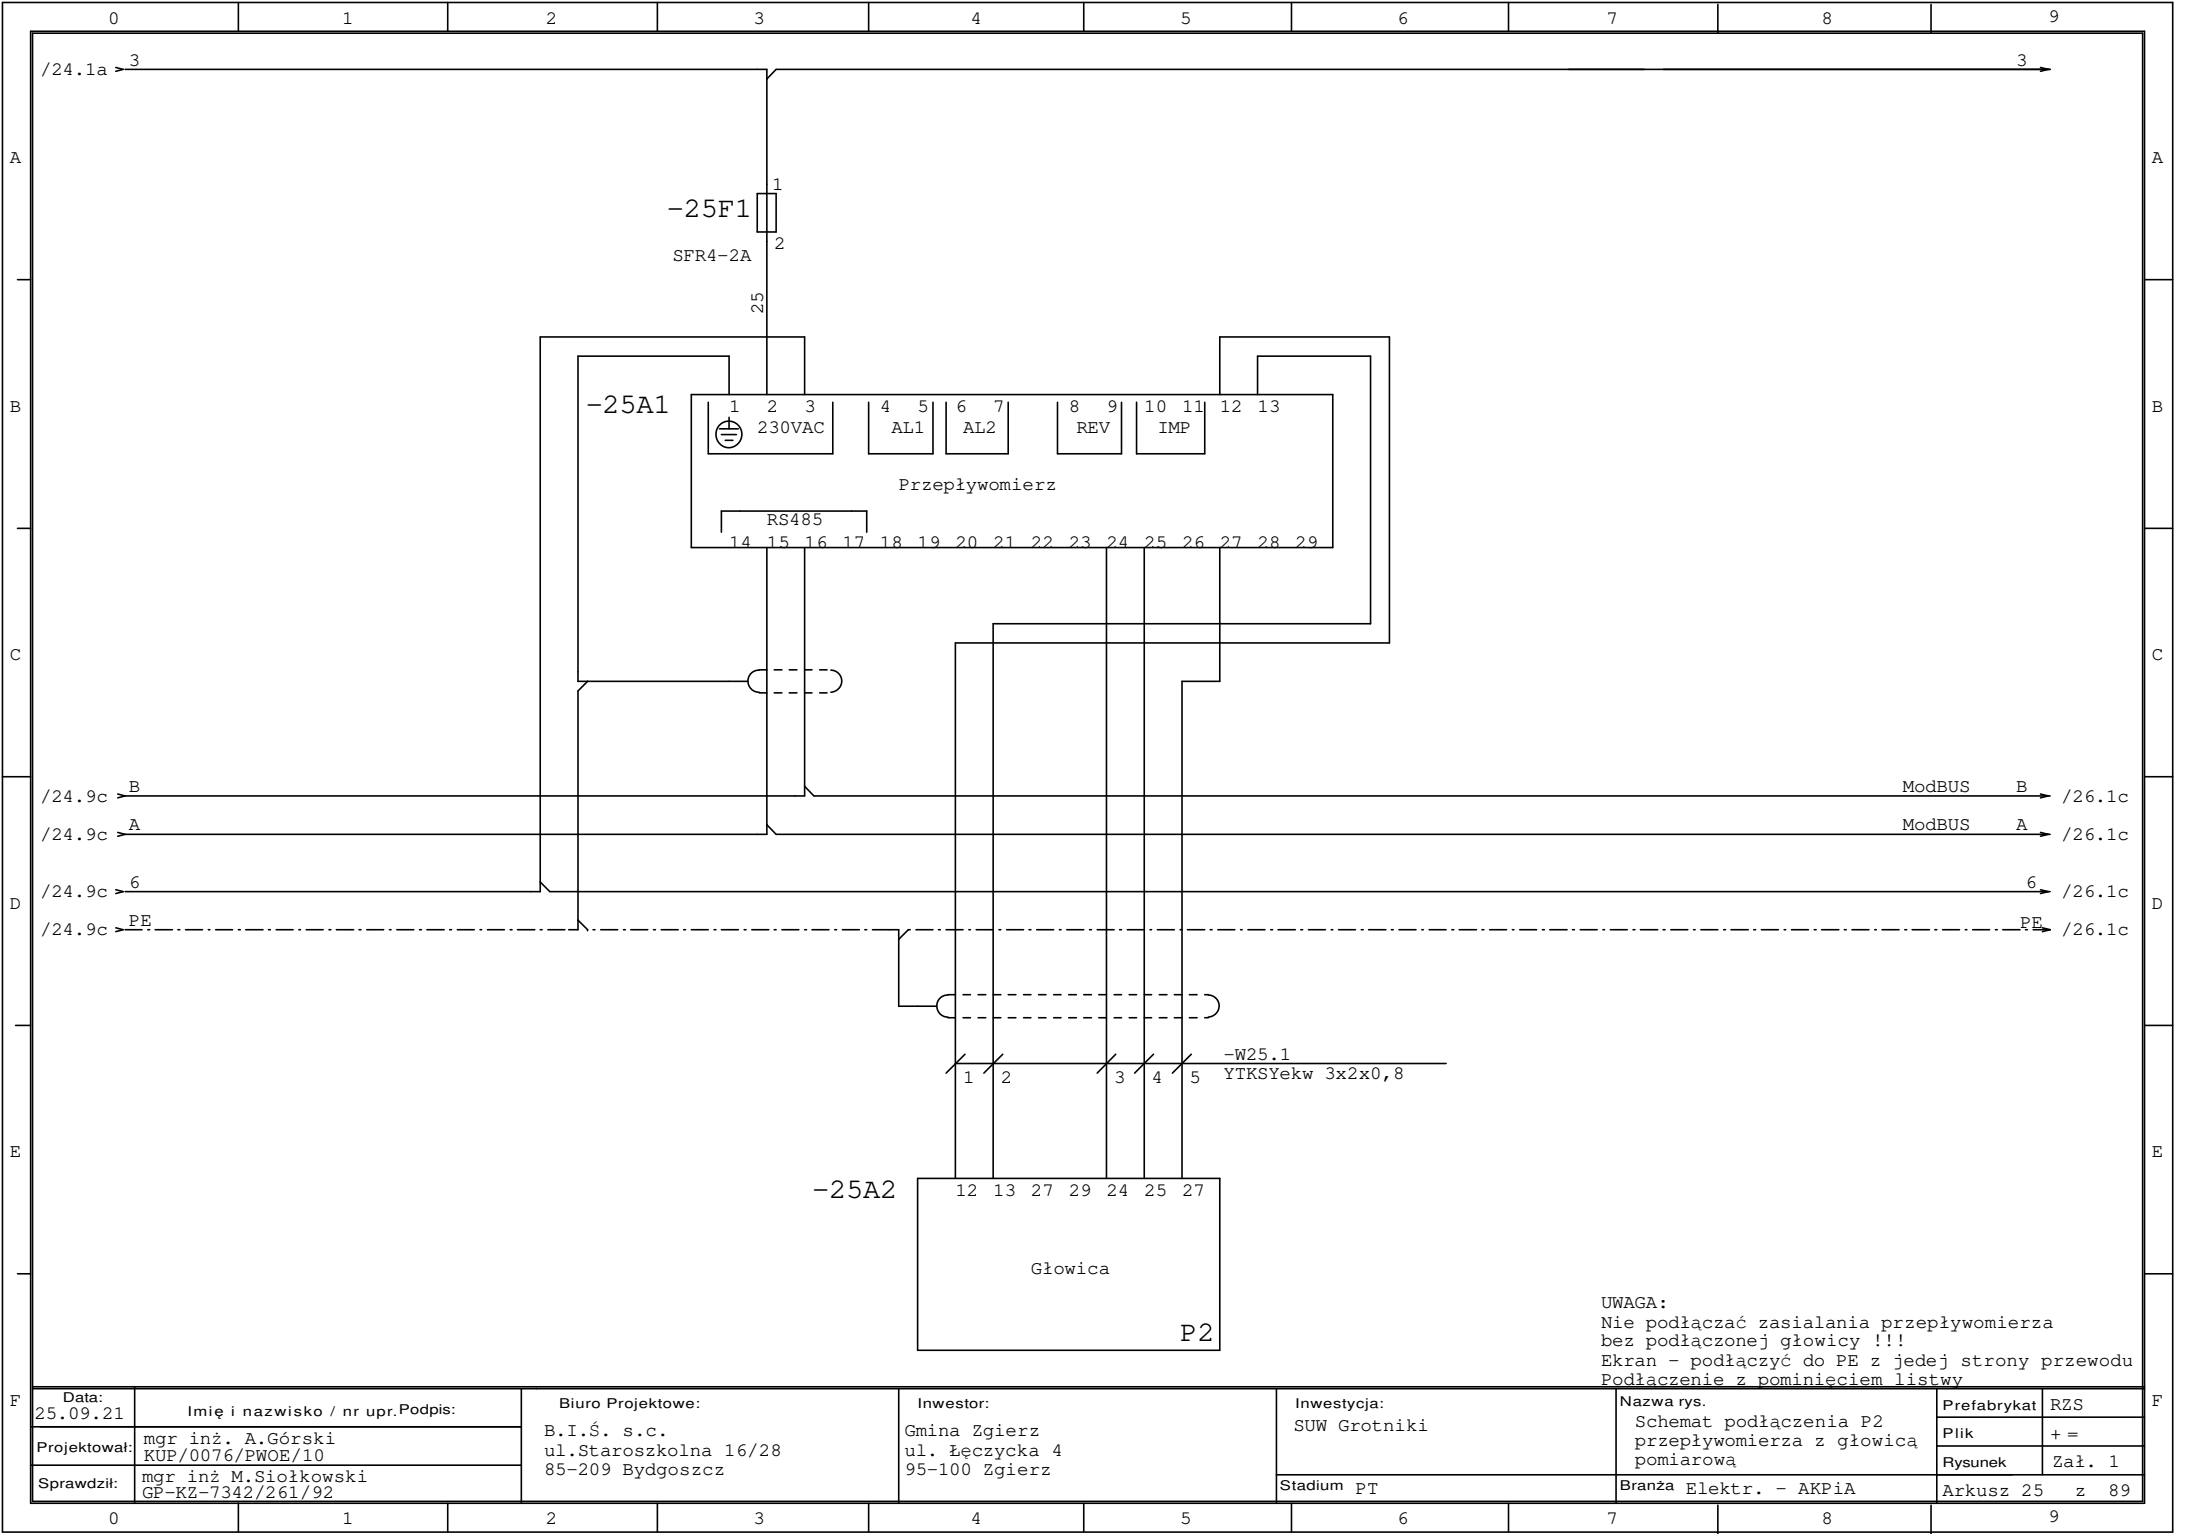 0 1 2 3 4 5 6 7 8 9
/24.1a 3 3
A A
1
-25F1
2
SFR4-2A
25
B B
-25A1
1 2 3 4 5 6 7 8 9 10 11 12 13
230VAC AL1 AL2 REV IMP
Przepływomierz
RS485
14 15 16 17 18 19 20 21 22 23 24 25 26 27 28 29
C C
/24.9c B ModBUS B /26.1c
/24.9c A ModBUS A /26.1c
/24.9c 6 6 /26.1c
D D
/24.9c PE PE /26.1c
-W25.1
1 2 3 4 5 YTKSYekw 3x2x0,8
E E
-25A2
12 13 27 29 24 25 27
Głowica
P2
UWAGA:
Nie podłączać zasialania przepływomierza
bez podłączonej głowicy !!!
Ekran - podłączyć do PE z jedej strony przewodu
Podłaczenie z pominięciem listwy
F F
Data:
25.09.21
Imię i nazwisko / nr upr. Podpis:
Projektował:
mgr inż. A.Górski
KUP/0076/PWOE/10
Sprawdził:
mgr inż M.Siołkowski
GP-KZ-7342/261/92
Biuro Projektowe:
B.I.Ś. s.c.
ul.Staroszkolna 16/28
85-209 Bydgoszcz
Inwestor:
Gmina Zgierz
ul. Łęczycka 4
95-100 Zgierz
Inwestycja:
SUW Grotniki
Stadium PT
Nazwa rys.
Schemat podłączenia P2
przepływomierza z głowicą
pomiarową
Branża Elektr. - AKPiA
Prefabrykat RZS
Plik + =
Rysunek Zał. 1
Arkusz 25 z 89
0 1 2 3 4 5 6 7 8 9